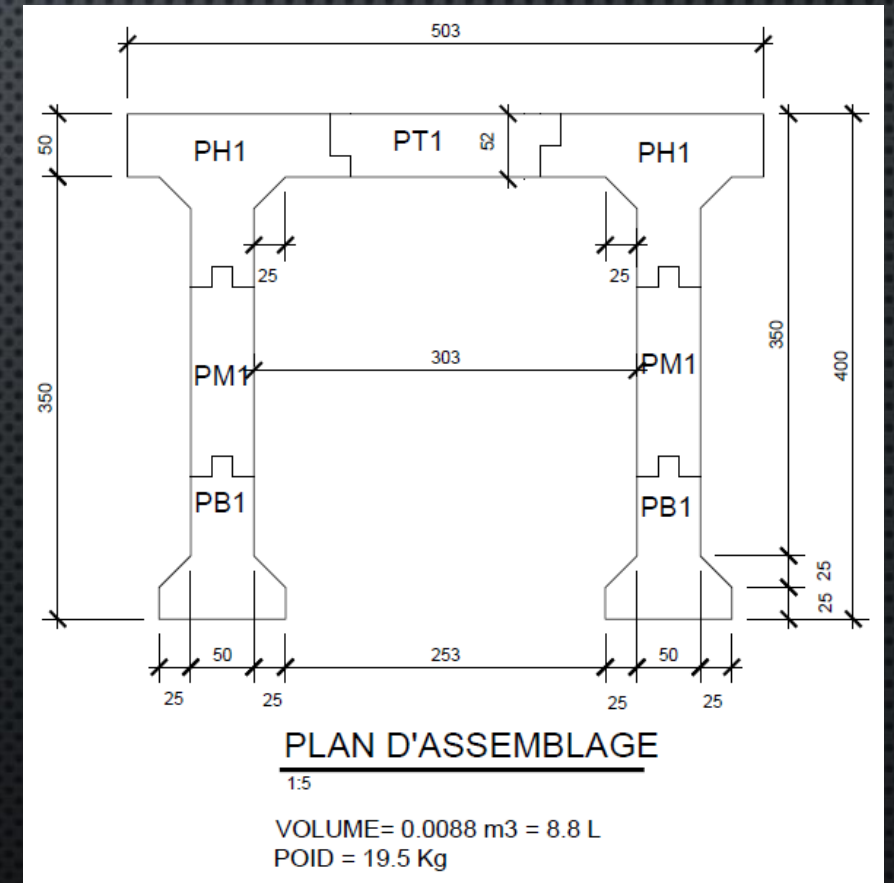 503
50
PH1
PT1
52
PH1
25
25
350
PM1
303
PM1
350
400
PB1
PB1
25
25
50
253
50
25
25
25
25
PLAN D'ASSEMBLAGE
1:5
VOLUME= 0.0088 m3 = 8.8 L
POID = 19.5 Kg